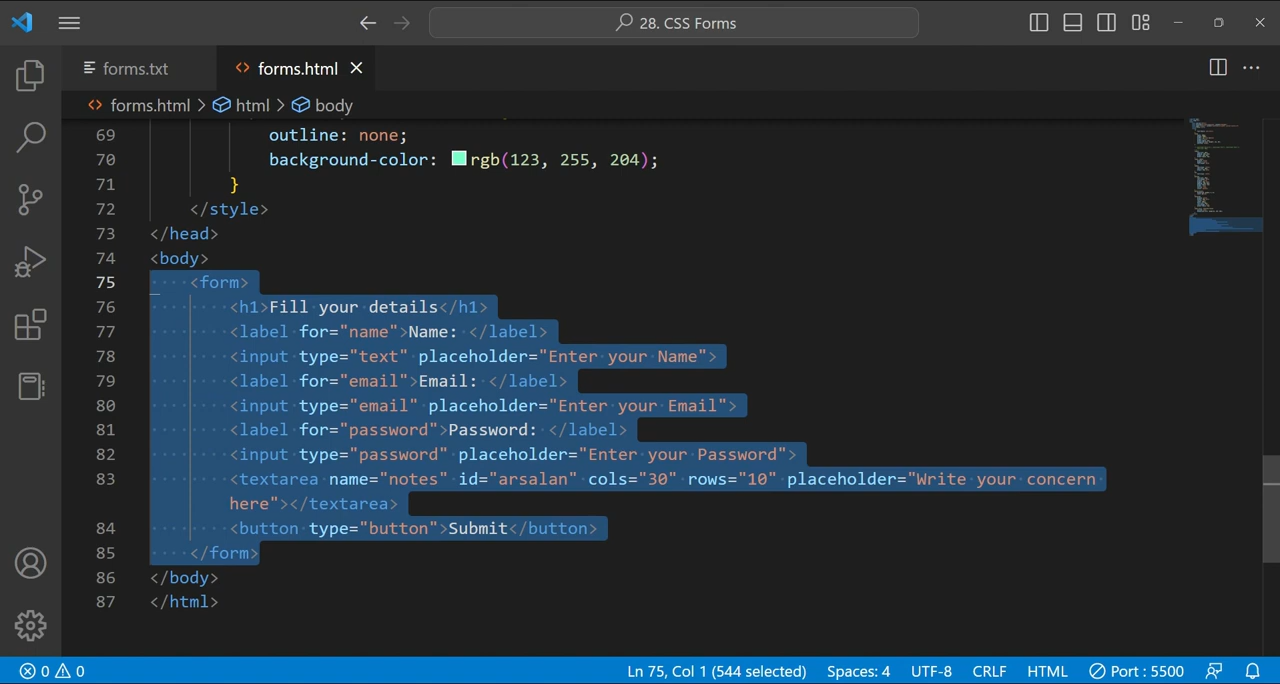 28. CSS Forms
forms.txt
forms.html
forms.html > html > body
69 outline: none;
70 background-color: rgb(123, 255, 204);
71 }
72 </style>
73 </head>
74 <body>
75 <form>
76 <h1>Fill your details</h1>
77 <label for="name">Name: </label>
78 <input type="text" placeholder="Enter your Name">
79 <label for="email">Email: </label>
80 <input type="email" placeholder="Enter your Email">
81 <label for="password">Password: </label>
82 <input type="password" placeholder="Enter your Password">
83 <textarea name="notes" id="arsalan" cols="30" rows="10" placeholder="Write your concern
here"></textarea>
84 <button type="button">Submit</button>
85 </form>
86 </body>
87 </html>
0 0 Ln 75, Col 1 (544 selected) Spaces: 4 UTF-8 CRLF HTML Port : 5500